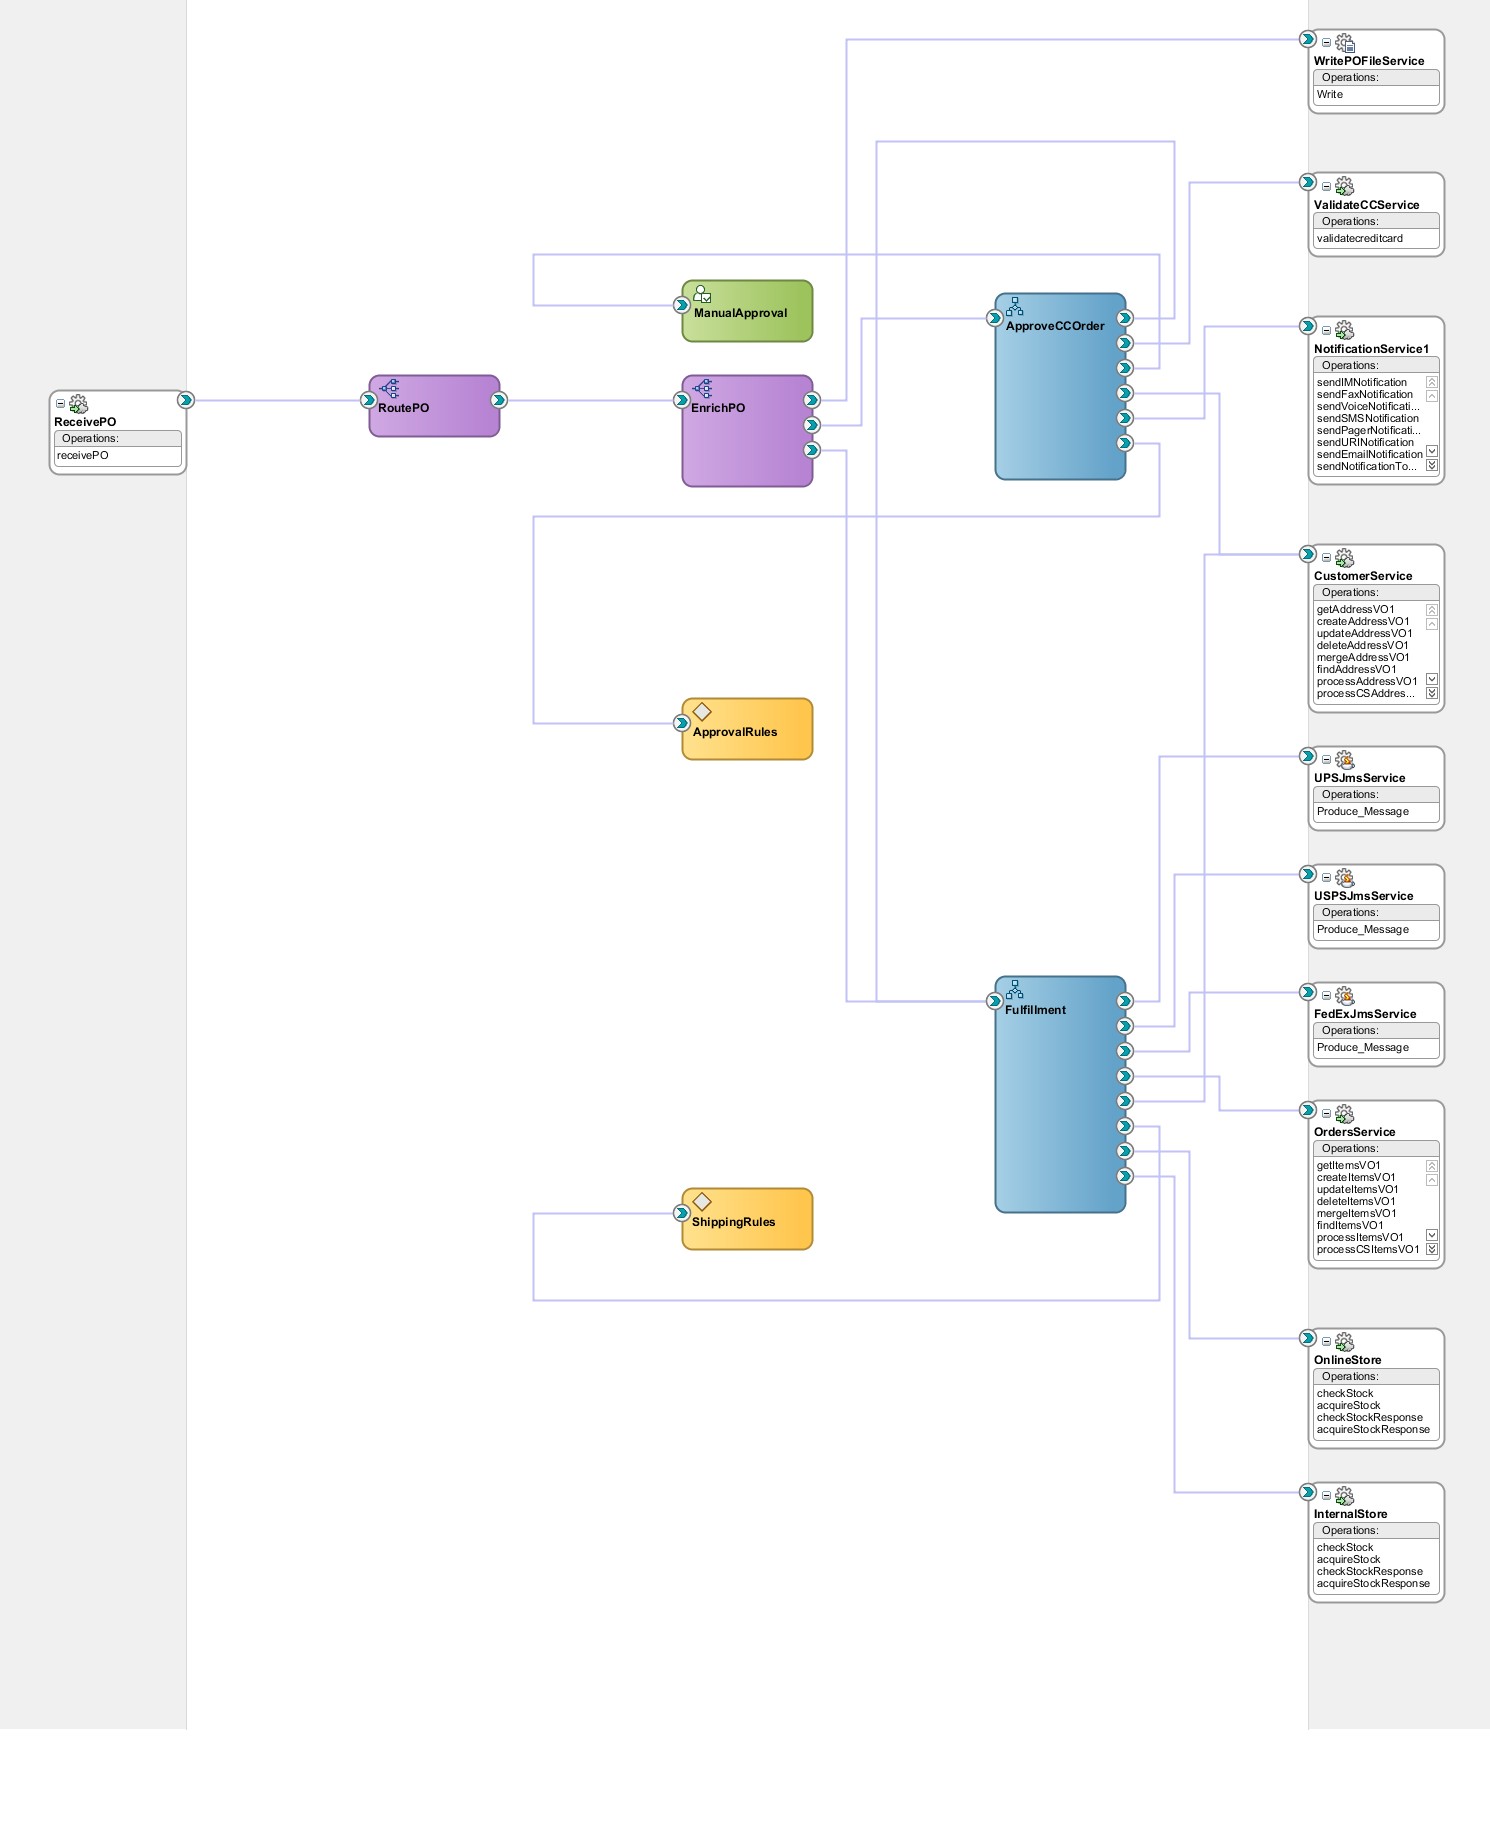 ReceivePO
Operations:
receivePO
RoutePO
ManualApproval
EnrichPO
ApprovalRules
ShippingRules
ApproveCCOrder
Fulfillment
WritePOFileService
Operations:
Write
ValidateCCService
Operations:
validatecreditcard
NotificationService1
Operations:
sendIMNotification
sendFaxNotification
sendVoiceNotificati...
sendSMSNotification
sendPagerNotificati...
sendURINotification
sendEmailNotification
sendNotificationTo...
CustomerService
Operations:
getAddressVO1
createAddressVO1
updateAddressVO1
deleteAddressVO1
mergeAddressVO1
findAddressVO1
processAddressVO1
processCSAddres...
UPSJmsService
Operations:
Produce_Message
USPSJmsService
Operations:
Produce_Message
FedExJmsService
Operations:
Produce_Message
OrdersService
Operations:
getItemsVO1
createItemsVO1
updateItemsVO1
deleteItemsVO1
mergeItemsVO1
findItemsVO1
processItemsVO1
processCSItemsVO1
OnlineStore
Operations:
checkStock
acquireStock
checkStockResponse
acquireStockResponse
InternalStore
Operations:
checkStock
acquireStock
checkStockResponse
acquireStockResponse